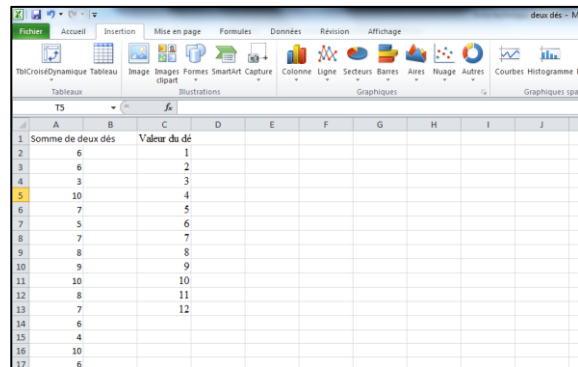 deux dés - M
Fichier Accueil Insertion Mise en page Formules Données Révision Affichage
TblCroiséDynamique Tableau Image Images clipart Formes SmartArt Capture Colonne Ligne Secteurs Barres Aires Nuage Autres Courbes Histogramme
Tableaux Illustrations Graphiques Graphiques spa
T5 fx
A B C D E F G H I J
1 Somme de deux dés Valeur du dé
2 6 1
3 6 2
4 3 3
5 10 4
6 7 5
7 5 6
8 7 7
9 8 8
10 9 9
11 10 10
12 8 11
13 7 12
14 6
15 4
16 10
17 6